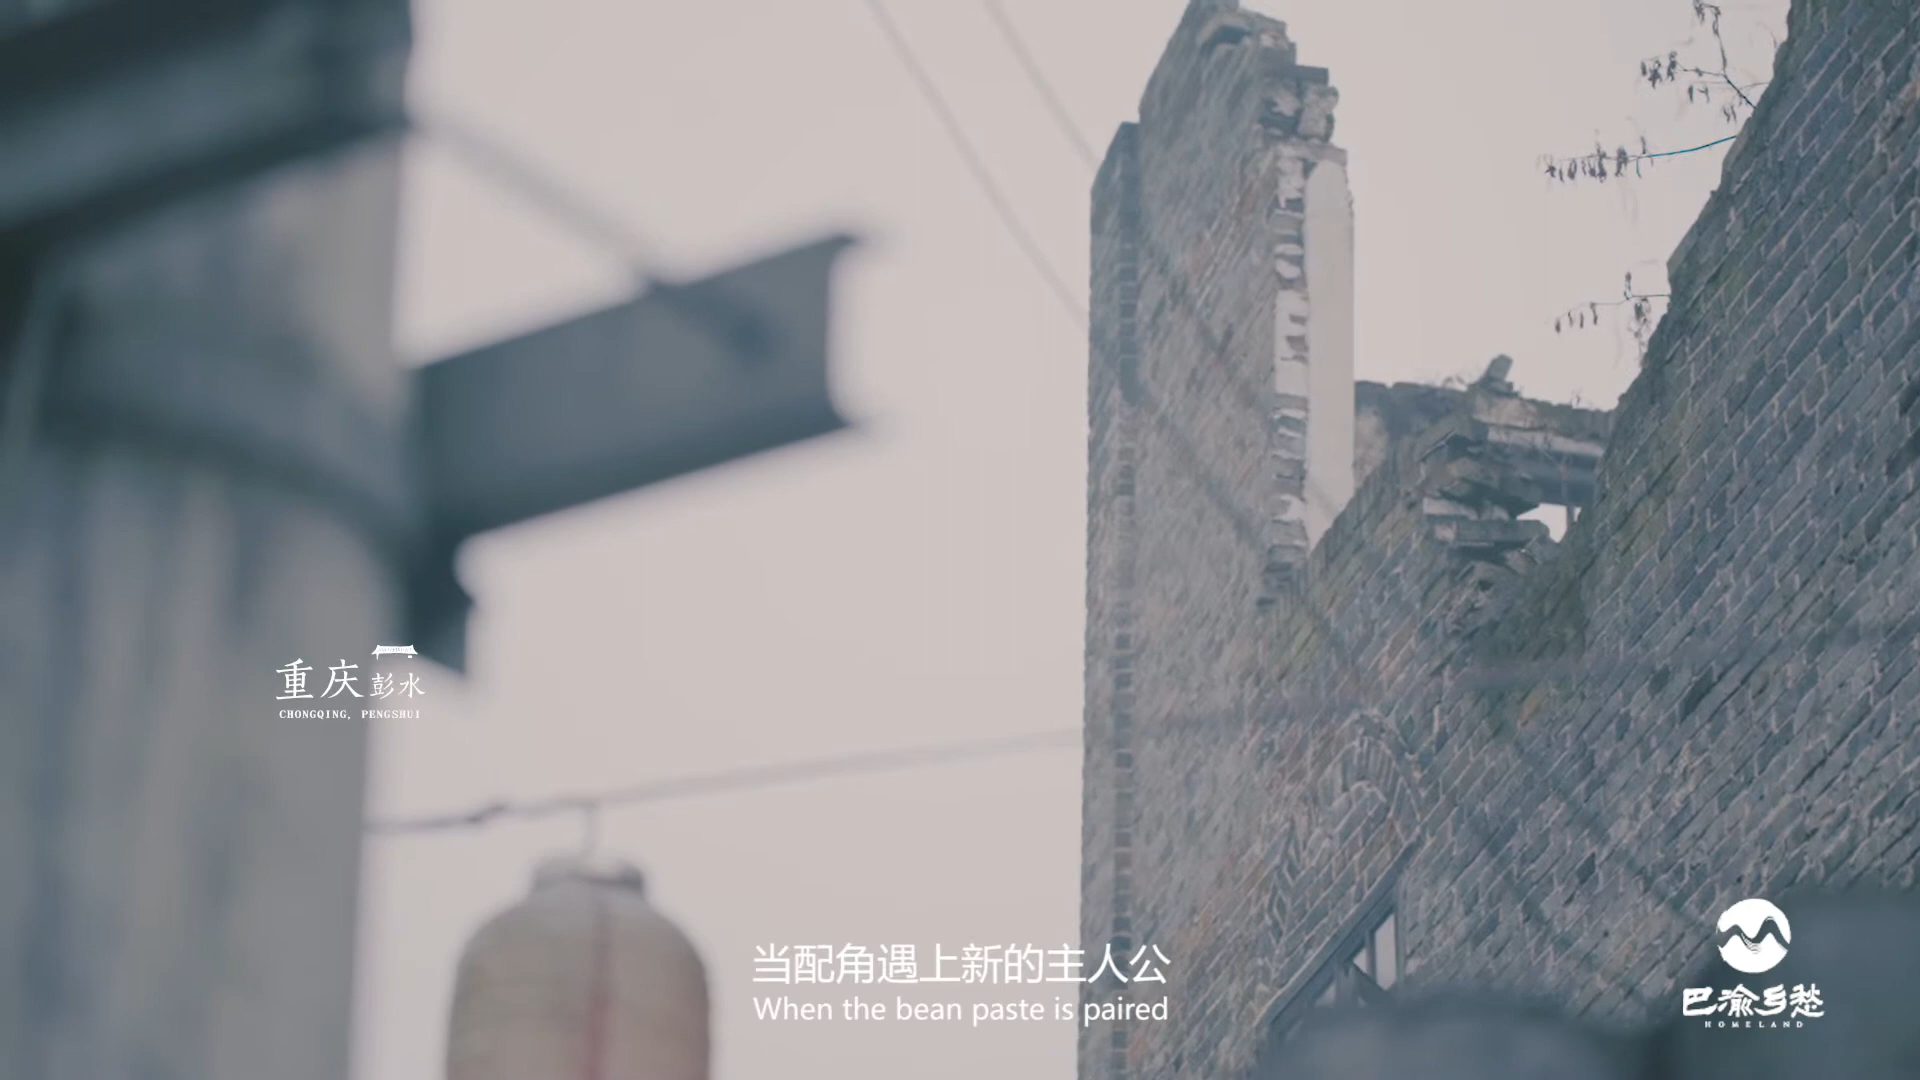 重庆彭水
CHONGQING, PENGSHUI
当配角遇上新的主人公
When the bean paste is paired
巴渝乡愁
HOMELAND